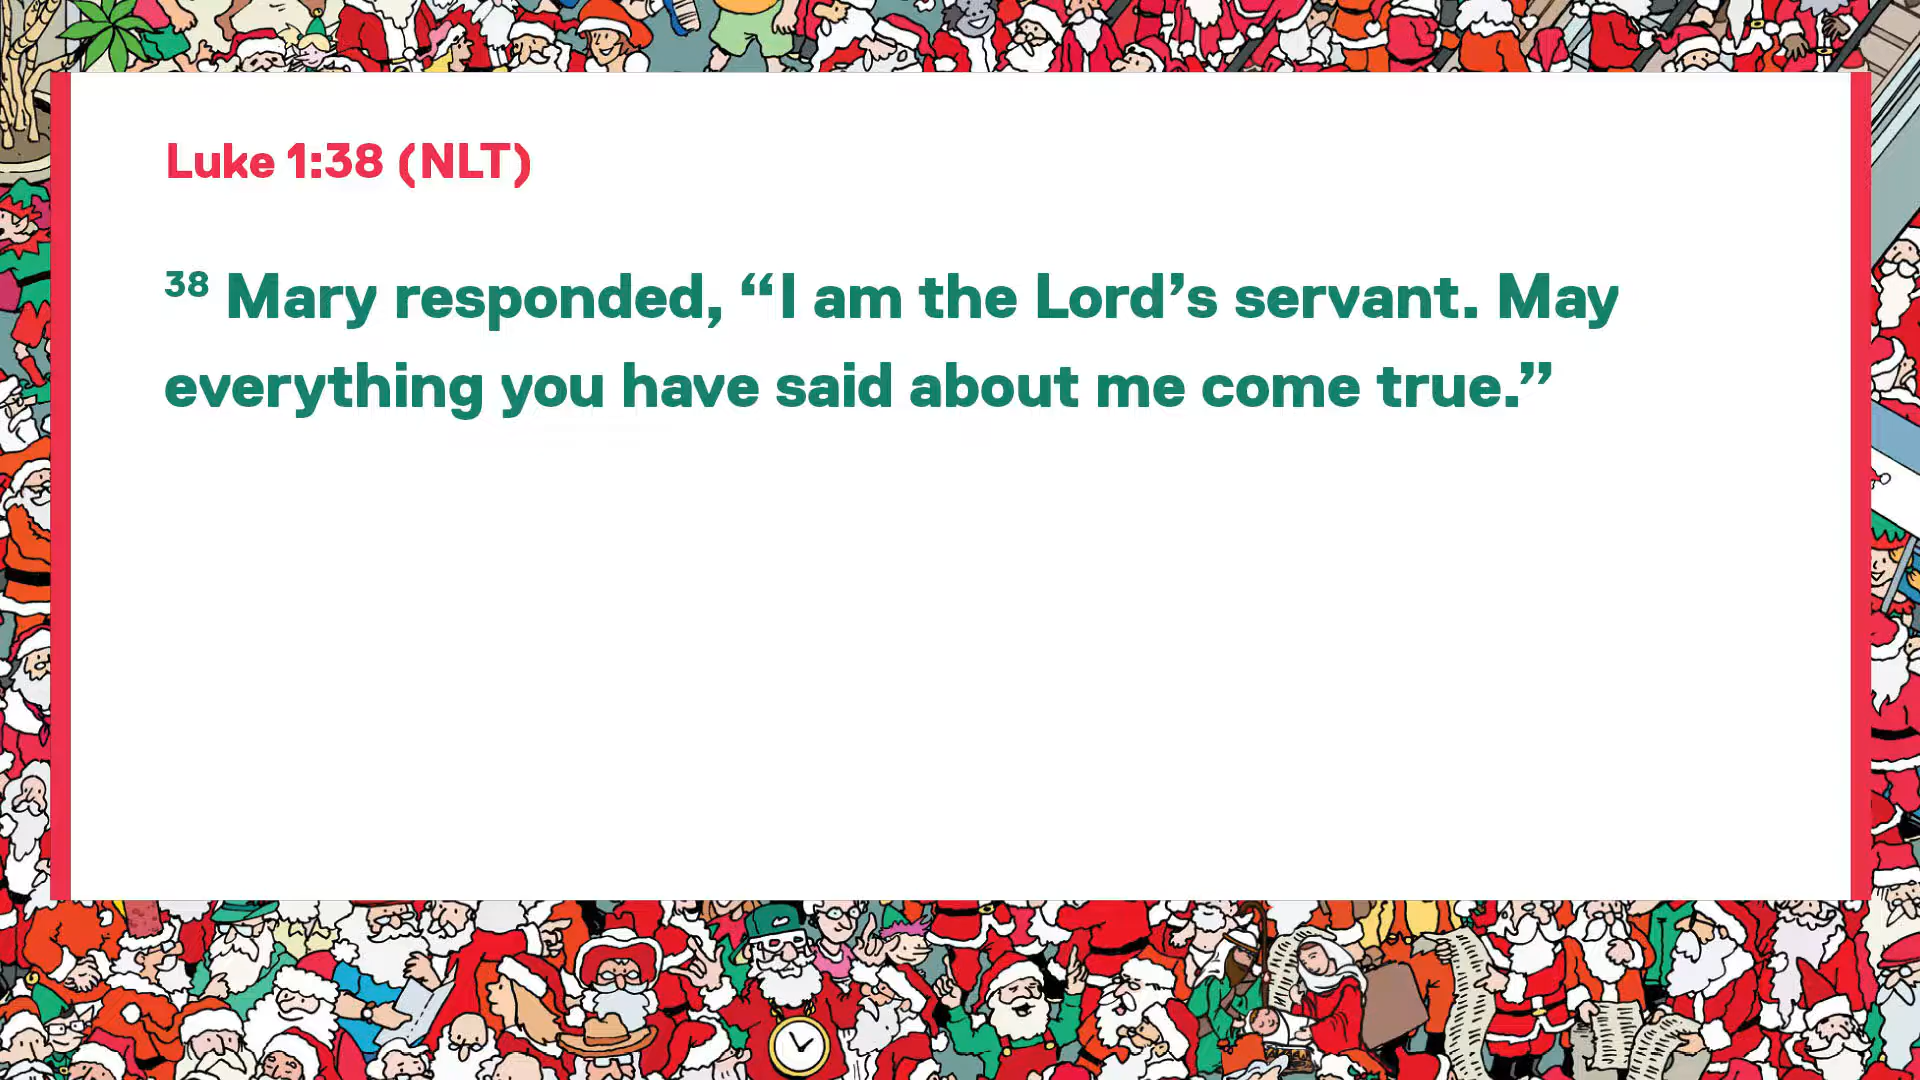 Luke 1:38 (NLT)
38 Mary responded, “I am the Lord’s servant. May
everything you have said about me come true.”